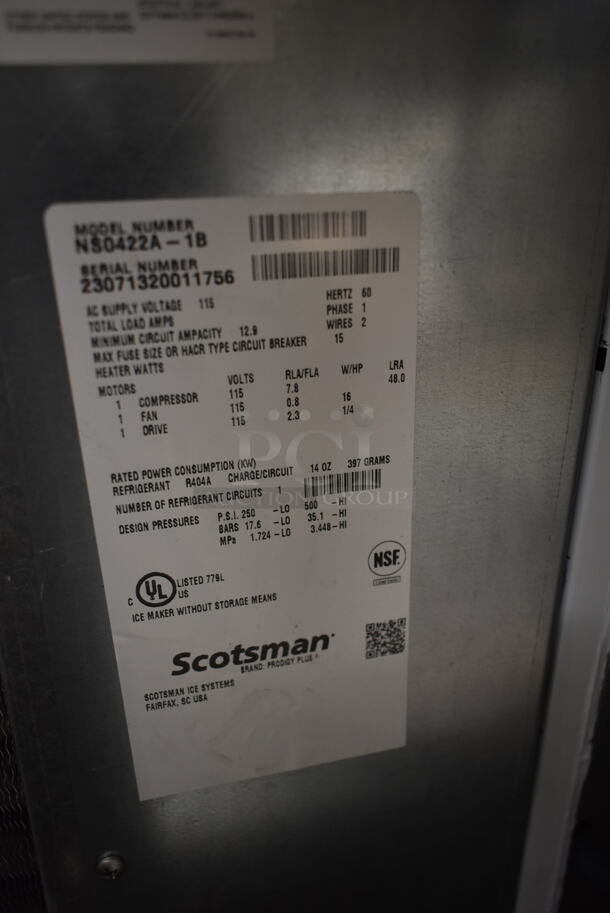 MODEL NUMBER
NS0422A-1B
SERIAL NUMBER
23071320011756
AC SUPPLY VOLTAGE 115 HERTZ 60
TOTAL LOAD AMPS PHASE 1
MINIMUM CIRCUIT AMPACITY 12.9 WIRES 2
MAX FUSE SIZE OR HACR TYPE CIRCUIT BREAKER 15
HEATER WATTS
MOTORS VOLTS RLA/FLA W/HP LRA
1 COMPRESSOR 115 7.8 48.0
1 FAN 115 0.8 16
1 DRIVE 115 2.3 1/4
RATED POWER CONSUMPTION (KW)
REFRIGERANT R404A CHARGE/CIRCUIT 14 OZ 397 GRAMS
NUMBER OF REFRIGERANT CIRCUITS 1
DESIGN PRESSURES P.S.I. 250 -LO 500 -HI
BARS 17.6 -LO 35.1 -HI
MPa 1.724 -LO 3.448 -HI
NSF
C UL US LISTED 779L
ICE MAKER WITHOUT STORAGE MEANS
Scotsman
BRAND: PRODIGY PLUS ®
SCOTSMAN ICE SYSTEMS
FAIRFAX, SC USA
PCI
AUCTION GROUP